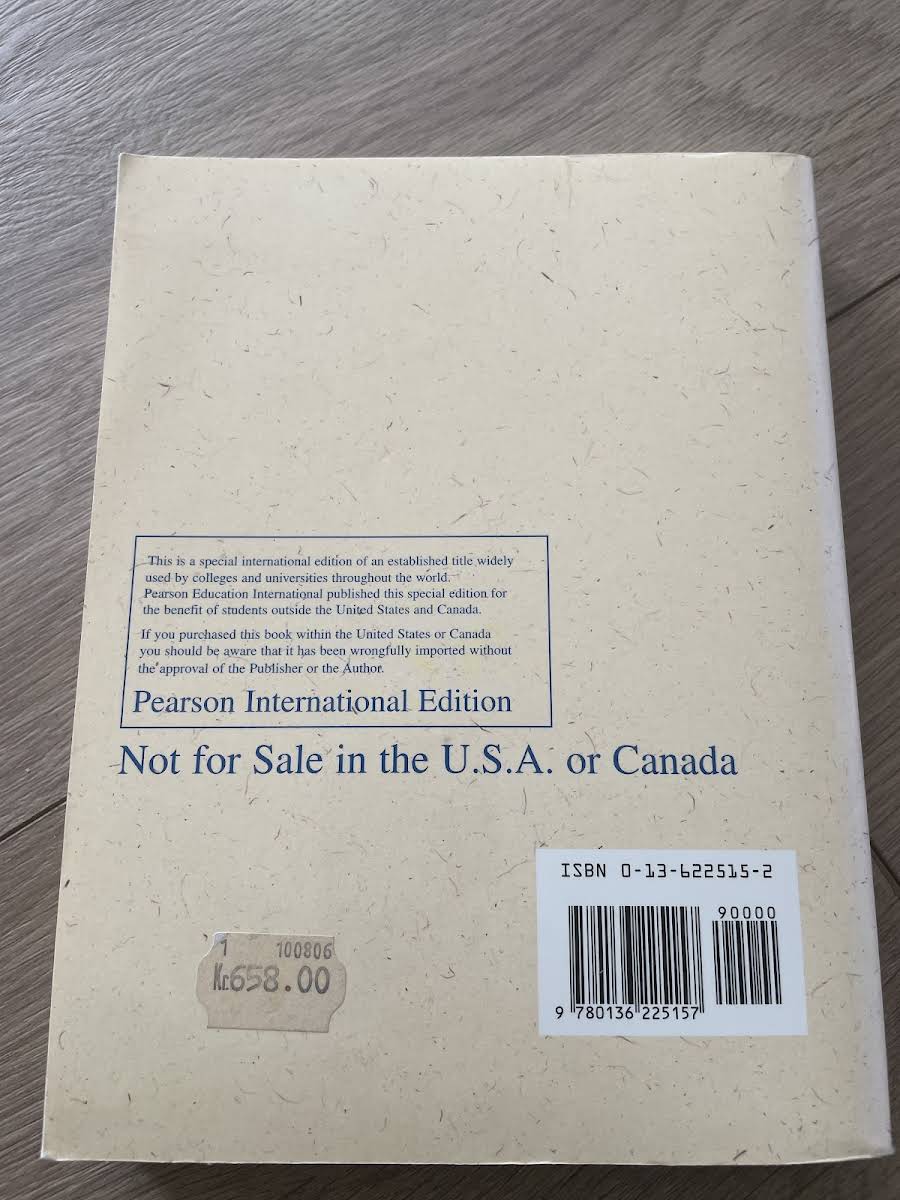 This is a special international edition of an established title widely
used by colleges and universities throughout the world.
Pearson Education International published this special edition for
the benefit of students outside the United States and Canada.
If you purchased this book within the United States or Canada
you should be aware that it has been wrongfully imported without
the approval of the Publisher or the Author.
Pearson International Edition
Not for Sale in the U.S.A. or Canada
ISBN 0-13-622515-2
90000
9 780136 225157
1 100806
Kr.658.00